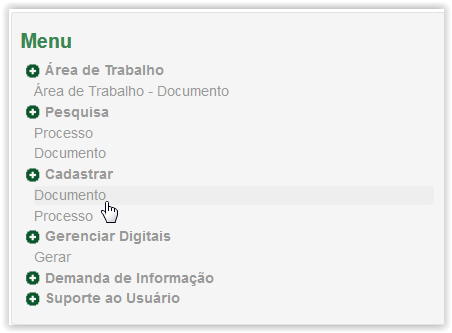 Menu
Área de Trabalho
Área de Trabalho - Documento
Pesquisa
Processo
Documento
Cadastrar
Documento
Processo
Gerenciar Digitais
Gerar
Demanda de Informação
Suporte ao Usuário